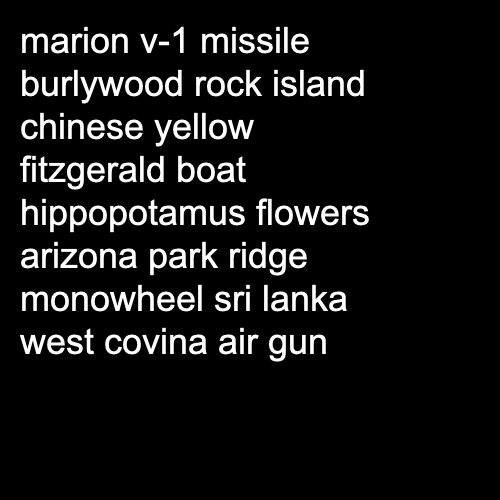 marion v-1 missile
burlywood rock island
chinese yellow
fitzgerald boat
hippopotamus flowers
arizona park ridge
monowheel sri lanka
west covina air gun